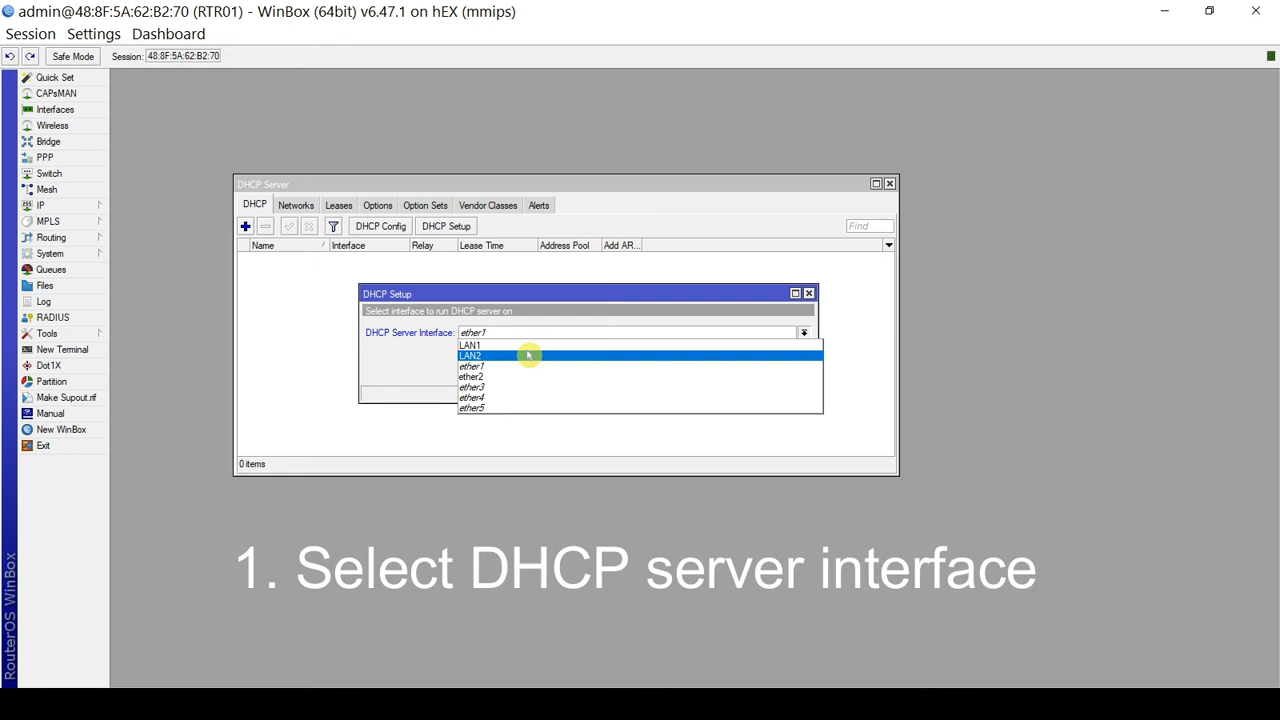 admin@48:8F:5A:62:B2:70 (RTR01) - WinBox (64bit) v6.47.1 on hEX (mmips)
Session Settings Dashboard
Safe Mode Session: 48:8F:5A:62:B2:70
Quick Set
CAPsMAN
Interfaces
Wireless
Bridge
PPP
Switch
Mesh
IP
MPLS
Routing
System
Queues
Files
Log
RADIUS
Tools
New Terminal
Dot1X
Partition
Make Supout.rif
Manual
New WinBox
Exit
RouterOS WinBox
DHCP Server
DHCP Networks Leases Options Option Sets Vendor Classes Alerts
DHCP Config DHCP Setup Find
Name / Interface Relay Lease Time Address Pool Add AR...
DHCP Setup
Select interface to run DHCP server on
DHCP Server Interface: ether1
LAN1
LAN2
ether1
ether2
ether3
ether4
ether5
0 items
1. Select DHCP server interface